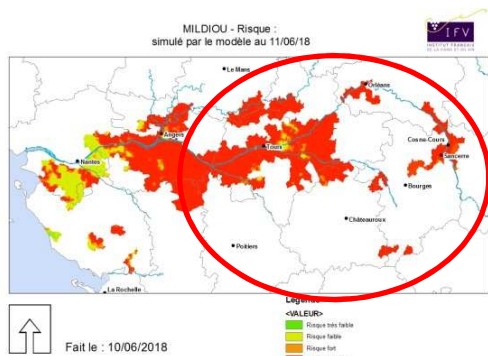 MILDIOU - Risque :
simulé par le modèle au 11/06/18
IFV
INSTITUT FRANÇAIS
DE LA VIGNE ET DU VIN
Le Mans
Orléans
Angers
Tours
Cosne-Cours
Sancerre
Nantes
Bourges
Châteauroux
Poitiers
La Rochelle
Légende
<VALEUR>
Risque très faible
Risque faible
Risque fort
Fait le : 10/06/2018